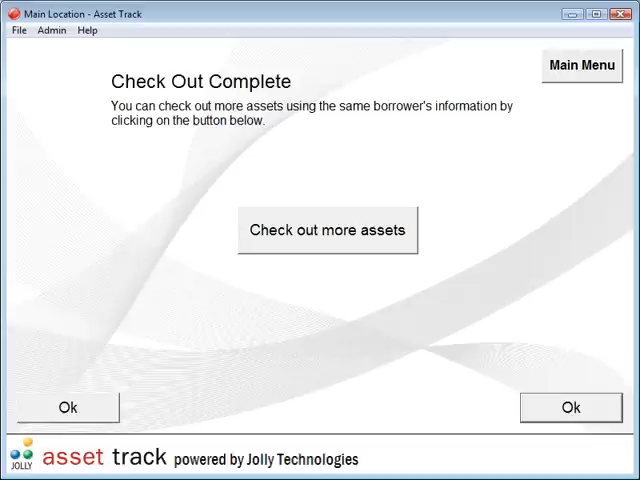 Main Location - Asset Track
File Admin Help
Main Menu
Check Out Complete
You can check out more assets using the same borrower's information by
clicking on the button below.
Check out more assets
Ok
Ok
JOLLY
asset track powered by Jolly Technologies